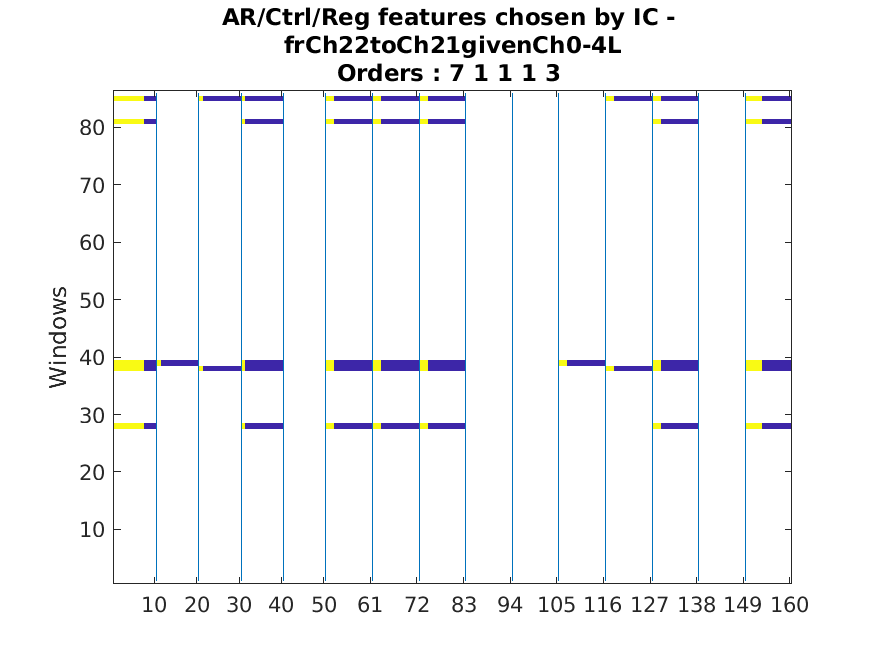 AR/Ctrl/Reg features chosen by IC -
frCh22toCh21givenCh0-4L
Orders : 7 1 1 1 3
80
70
60
50
40
30
20
10
Windows
10 20 30 40 50 61 72 83 94 105 116 127 138 149 160